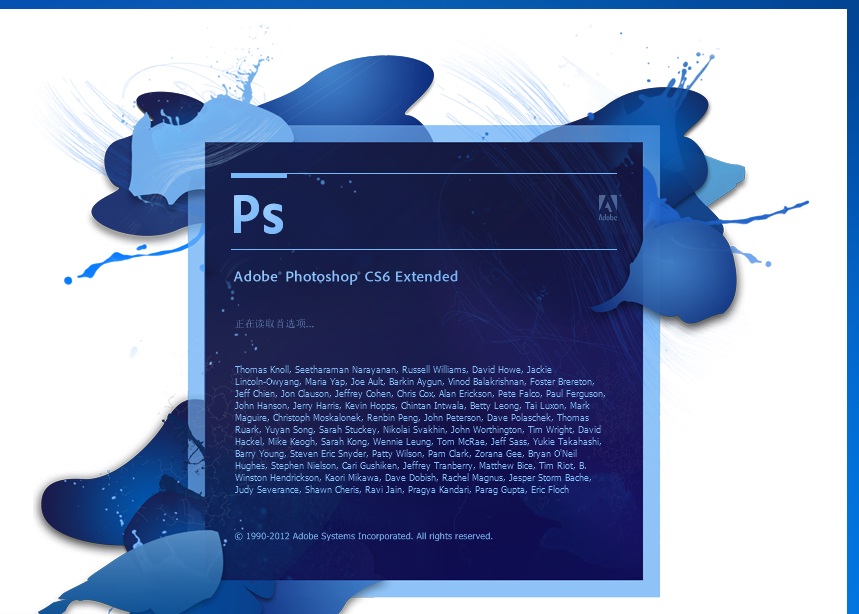 Ps
Adobe
Adobe® Photoshop® CS6 Extended
正在读取首选项...
Thomas Knoll, Seetharaman Narayanan, Russell Williams, David Howe, Jackie
Lincoln-Owyang, Maria Yap, Joe Ault, Barkin Aygun, Vinod Balakrishnan, Foster Brereton,
Jeff Chien, Jon Clauson, Jeffrey Cohen, Chris Cox, Alan Erickson, Pete Falco, Paul Ferguson,
John Hanson, Jerry Harris, Kevin Hopps, Chintan Intwala, Betty Leong, Tai Luxon, Mark
Maguire, Christoph Moskalonek, Renbin Peng, John Peterson, Dave Polaschek, Thomas
Ruark, Yuyan Song, Sarah Stuckey, Nikolai Svakhin, John Worthington, Tim Wright, David
Hackel, Mike Keogh, Sarah Kong, Wennie Leung, Tom McRae, Jeff Sass, Yukie Takahashi,
Barry Young, Steven Eric Snyder, Patty Wilson, Pam Clark, Zorana Gee, Bryan O'Neil
Hughes, Stephen Nielson, Cari Gushiken, Jeffrey Tranberry, Matthew Bice, Tim Riot, B.
Winston Hendrickson, Kaori Mikawa, Dave Dobish, Rachel Magnus, Jesper Storm Bache,
Judy Severance, Shawn Cheris, Ravi Jain, Pragya Kandari, Parag Gupta, Eric Floch
© 1990-2012 Adobe Systems Incorporated. All rights reserved.